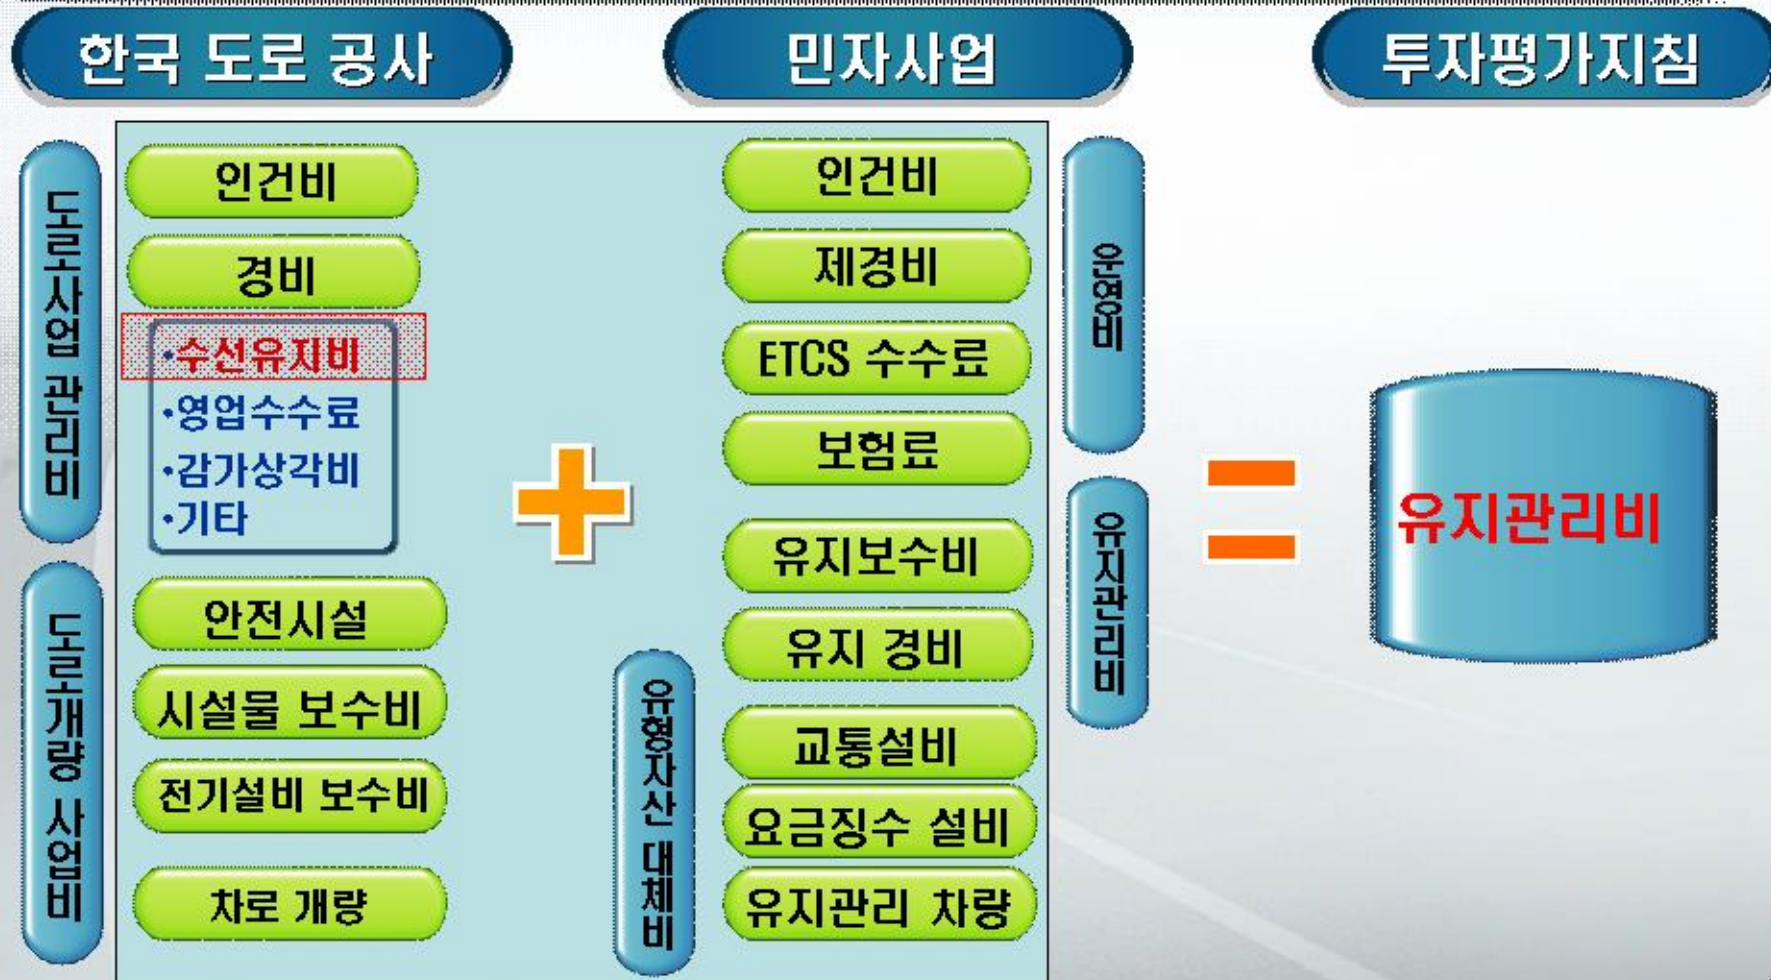 한국 도로 공사
민자사업
투자평가지침
도로사업 관리비
인건비
경비
·수선유지비
·영업수수료
·감가상각비
·기타
도로개량 사업비
안전시설
시설물 보수비
전기설비 보수비
차로 개량
인건비
제경비
ETCS 수수료
보험료
운영비
유지보수비
유지 경비
유지관리비
유형자산 대체비
교통설비
요금징수 설비
유지관리 차량
유지관리비